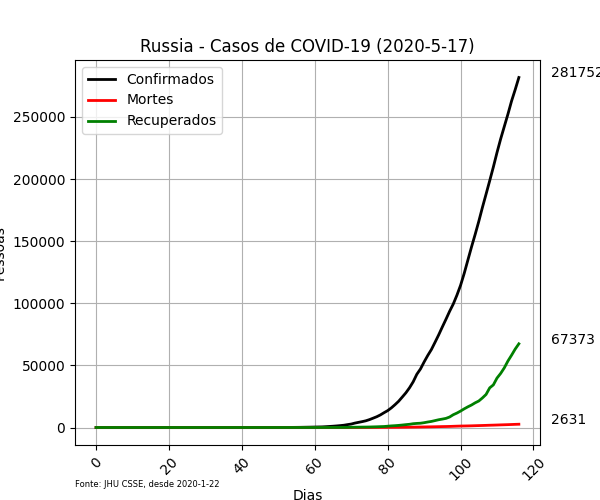 Russia - Casos de COVID-19 (2020-5-17)
Confirmados
Mortes
Recuperados
281752
67373
2631
250000
200000
150000
100000
50000
0
0 20 40 60 80 100 120
Fonte: JHU CSSE, desde 2020-1-22
Dias